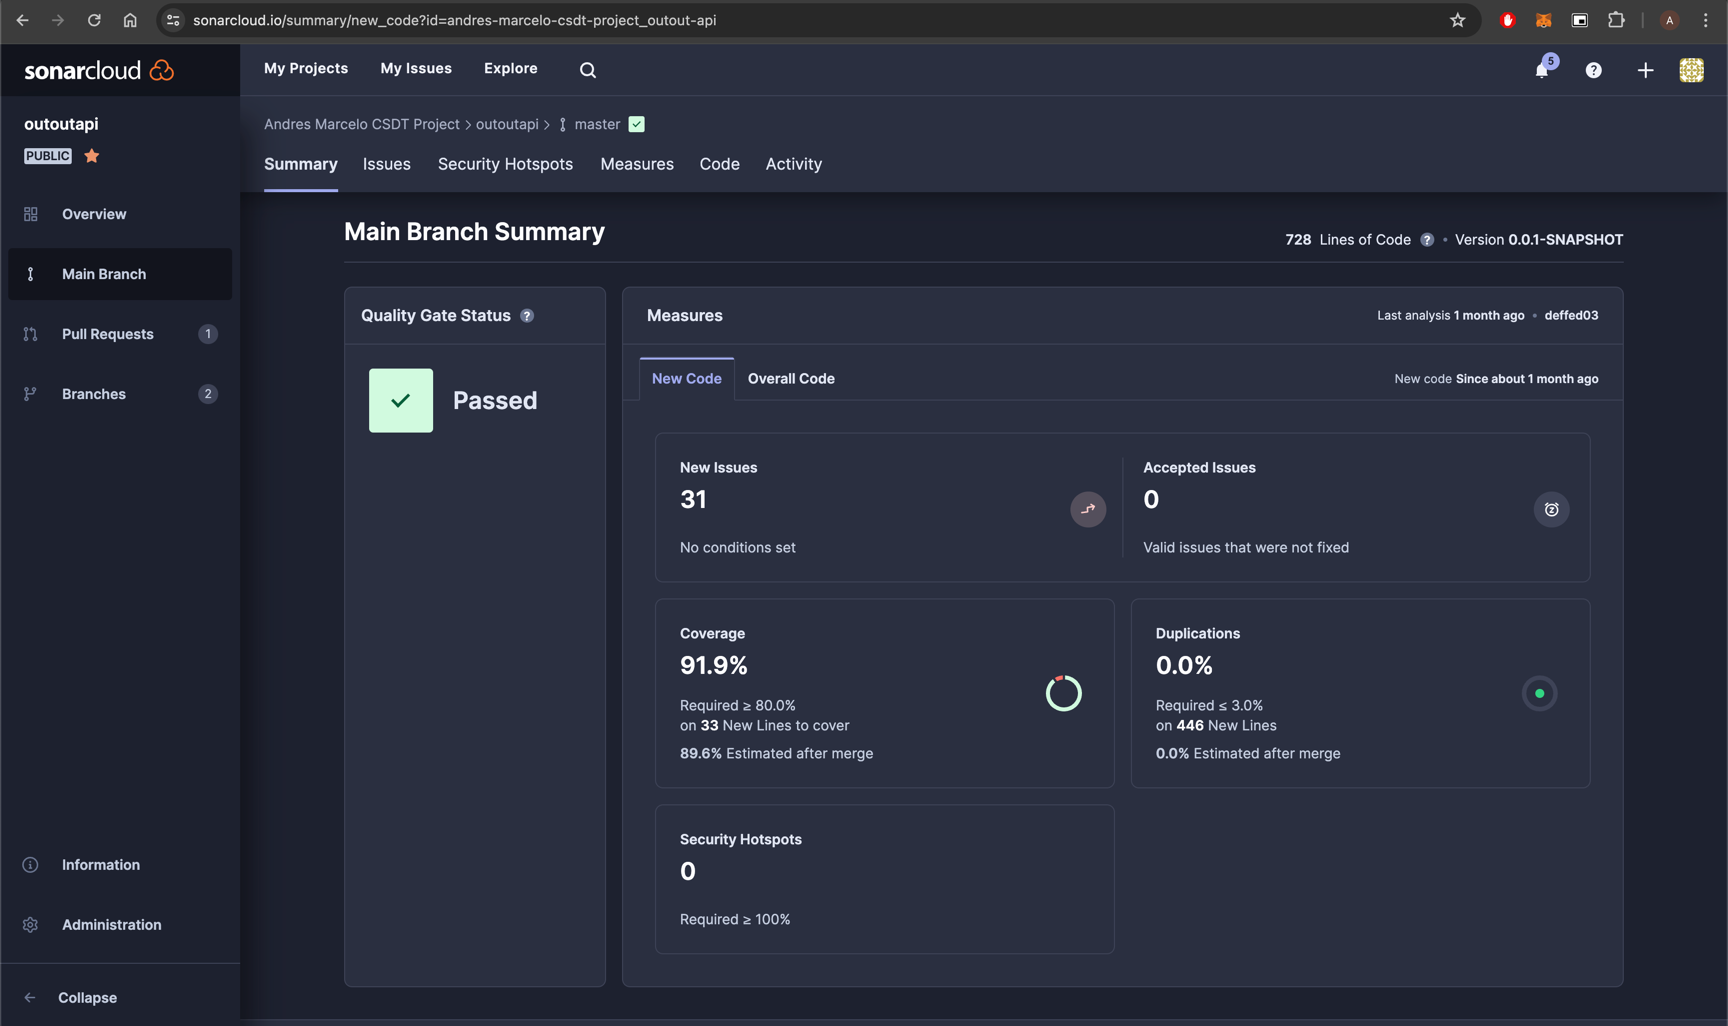 sonarcloud.io/summary/new_code?id=andres-marcelo-csdt-project_outout-api
A
sonarcloud
My Projects
My Issues
Explore
5
outoutapi
PUBLIC
Andres Marcelo CSDT Project > outoutapi > master
Summary
Issues
Security Hotspots
Measures
Code
Activity
Overview
Main Branch
Pull Requests 1
Branches 2
Information
Administration
Collapse
Main Branch Summary
728 Lines of Code ? • Version 0.0.1-SNAPSHOT
Quality Gate Status ?
Passed
Measures
Last analysis 1 month ago • deffed03
New Code
Overall Code
New code Since about 1 month ago
New Issues
31
No conditions set
Accepted Issues
0
Valid issues that were not fixed
Coverage
91.9%
Required ≥ 80.0%
on 33 New Lines to cover
89.6% Estimated after merge
Duplications
0.0%
Required ≤ 3.0%
on 446 New Lines
0.0% Estimated after merge
Security Hotspots
0
Required ≥ 100%